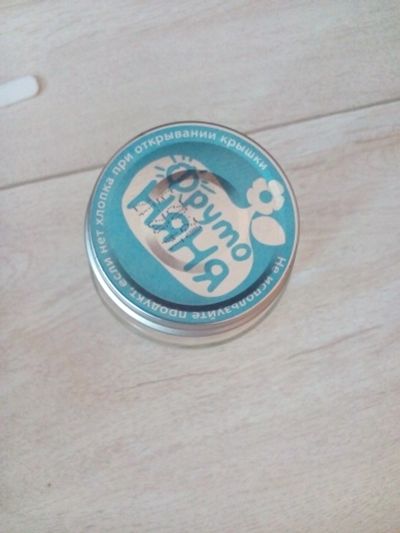 Фруто
НяНя
Не используйте продукт, если нет хлопка при открывании крышки